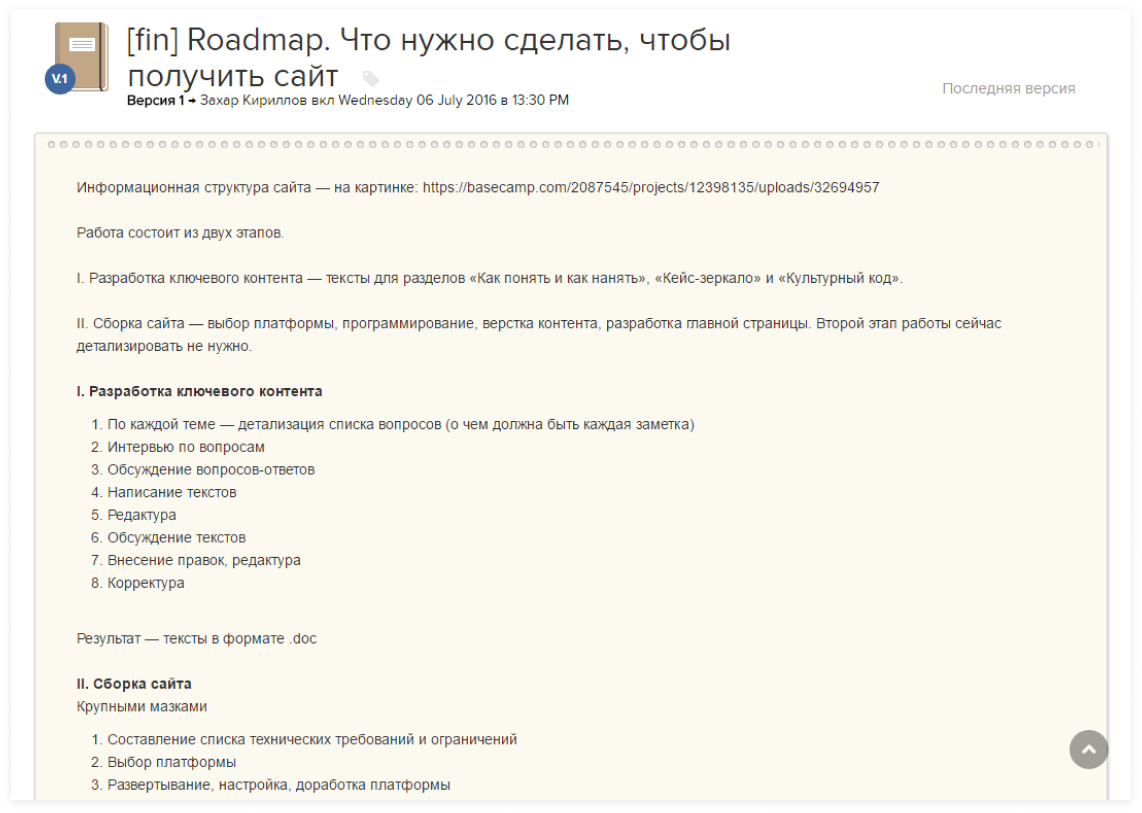 [fin] Roadmap. Что нужно сделать, чтобы
получить сайт
V.1
Версия 1 → Захар Кириллов вкл Wednesday 06 July 2016 в 13:30 PM
Последняя версия
Информационная структура сайта — на картинке: https://basecamp.com/2087545/projects/12398135/uploads/32694957
Работа состоит из двух этапов.
I. Разработка ключевого контента — тексты для разделов «Как понять и как нанять», «Кейс-зеркало» и «Культурный код».
II. Сборка сайта — выбор платформы, программирование, верстка контента, разработка главной страницы. Второй этап работы сейчас
детализировать не нужно.
I. Разработка ключевого контента
1. По каждой теме — детализация списка вопросов (о чем должна быть каждая заметка)
2. Интервью по вопросам
3. Обсуждение вопросов-ответов
4. Написание текстов
5. Редактура
6. Обсуждение текстов
7. Внесение правок, редактура
8. Корректура
Результат — тексты в формате .doc
II. Сборка сайта
Крупными мазками
1. Составление списка технических требований и ограничений
2. Выбор платформы
3. Развертывание, настройка, доработка платформы